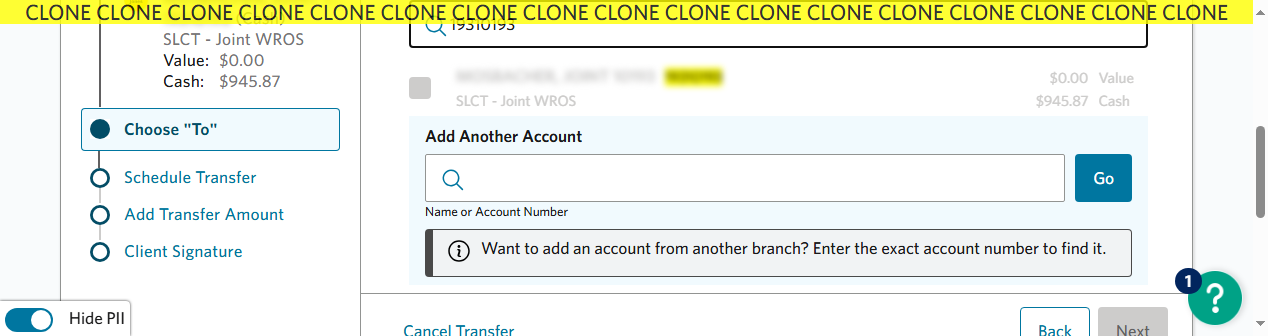 CLONE CLONE CLONE CLONE CLONE CLONE CLONE CLONE CLONE CLONE CLONE CLONE CLONE CLONE CLONE CLONE CLONE
SLCT - Joint WROS
Value: $0.00
Cash: $945.87
Choose "To"
Schedule Transfer
Add Transfer Amount
Client Signature
Hide PII
19310193
$0.00 Value
SLCT - Joint WROS
$945.87 Cash
Add Another Account
Go
Name or Account Number
Want to add an account from another branch? Enter the exact account number to find it.
1
?
Cancel Transfer
Back
Next